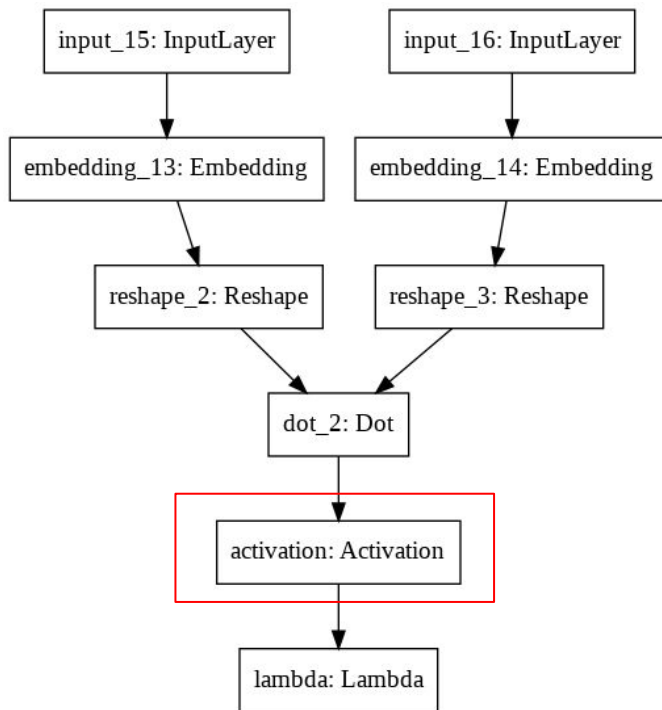 input_15: InputLayer
input_16: InputLayer
embedding_13: Embedding
embedding_14: Embedding
reshape_2: Reshape
reshape_3: Reshape
dot_2: Dot
activation: Activation
lambda: Lambda